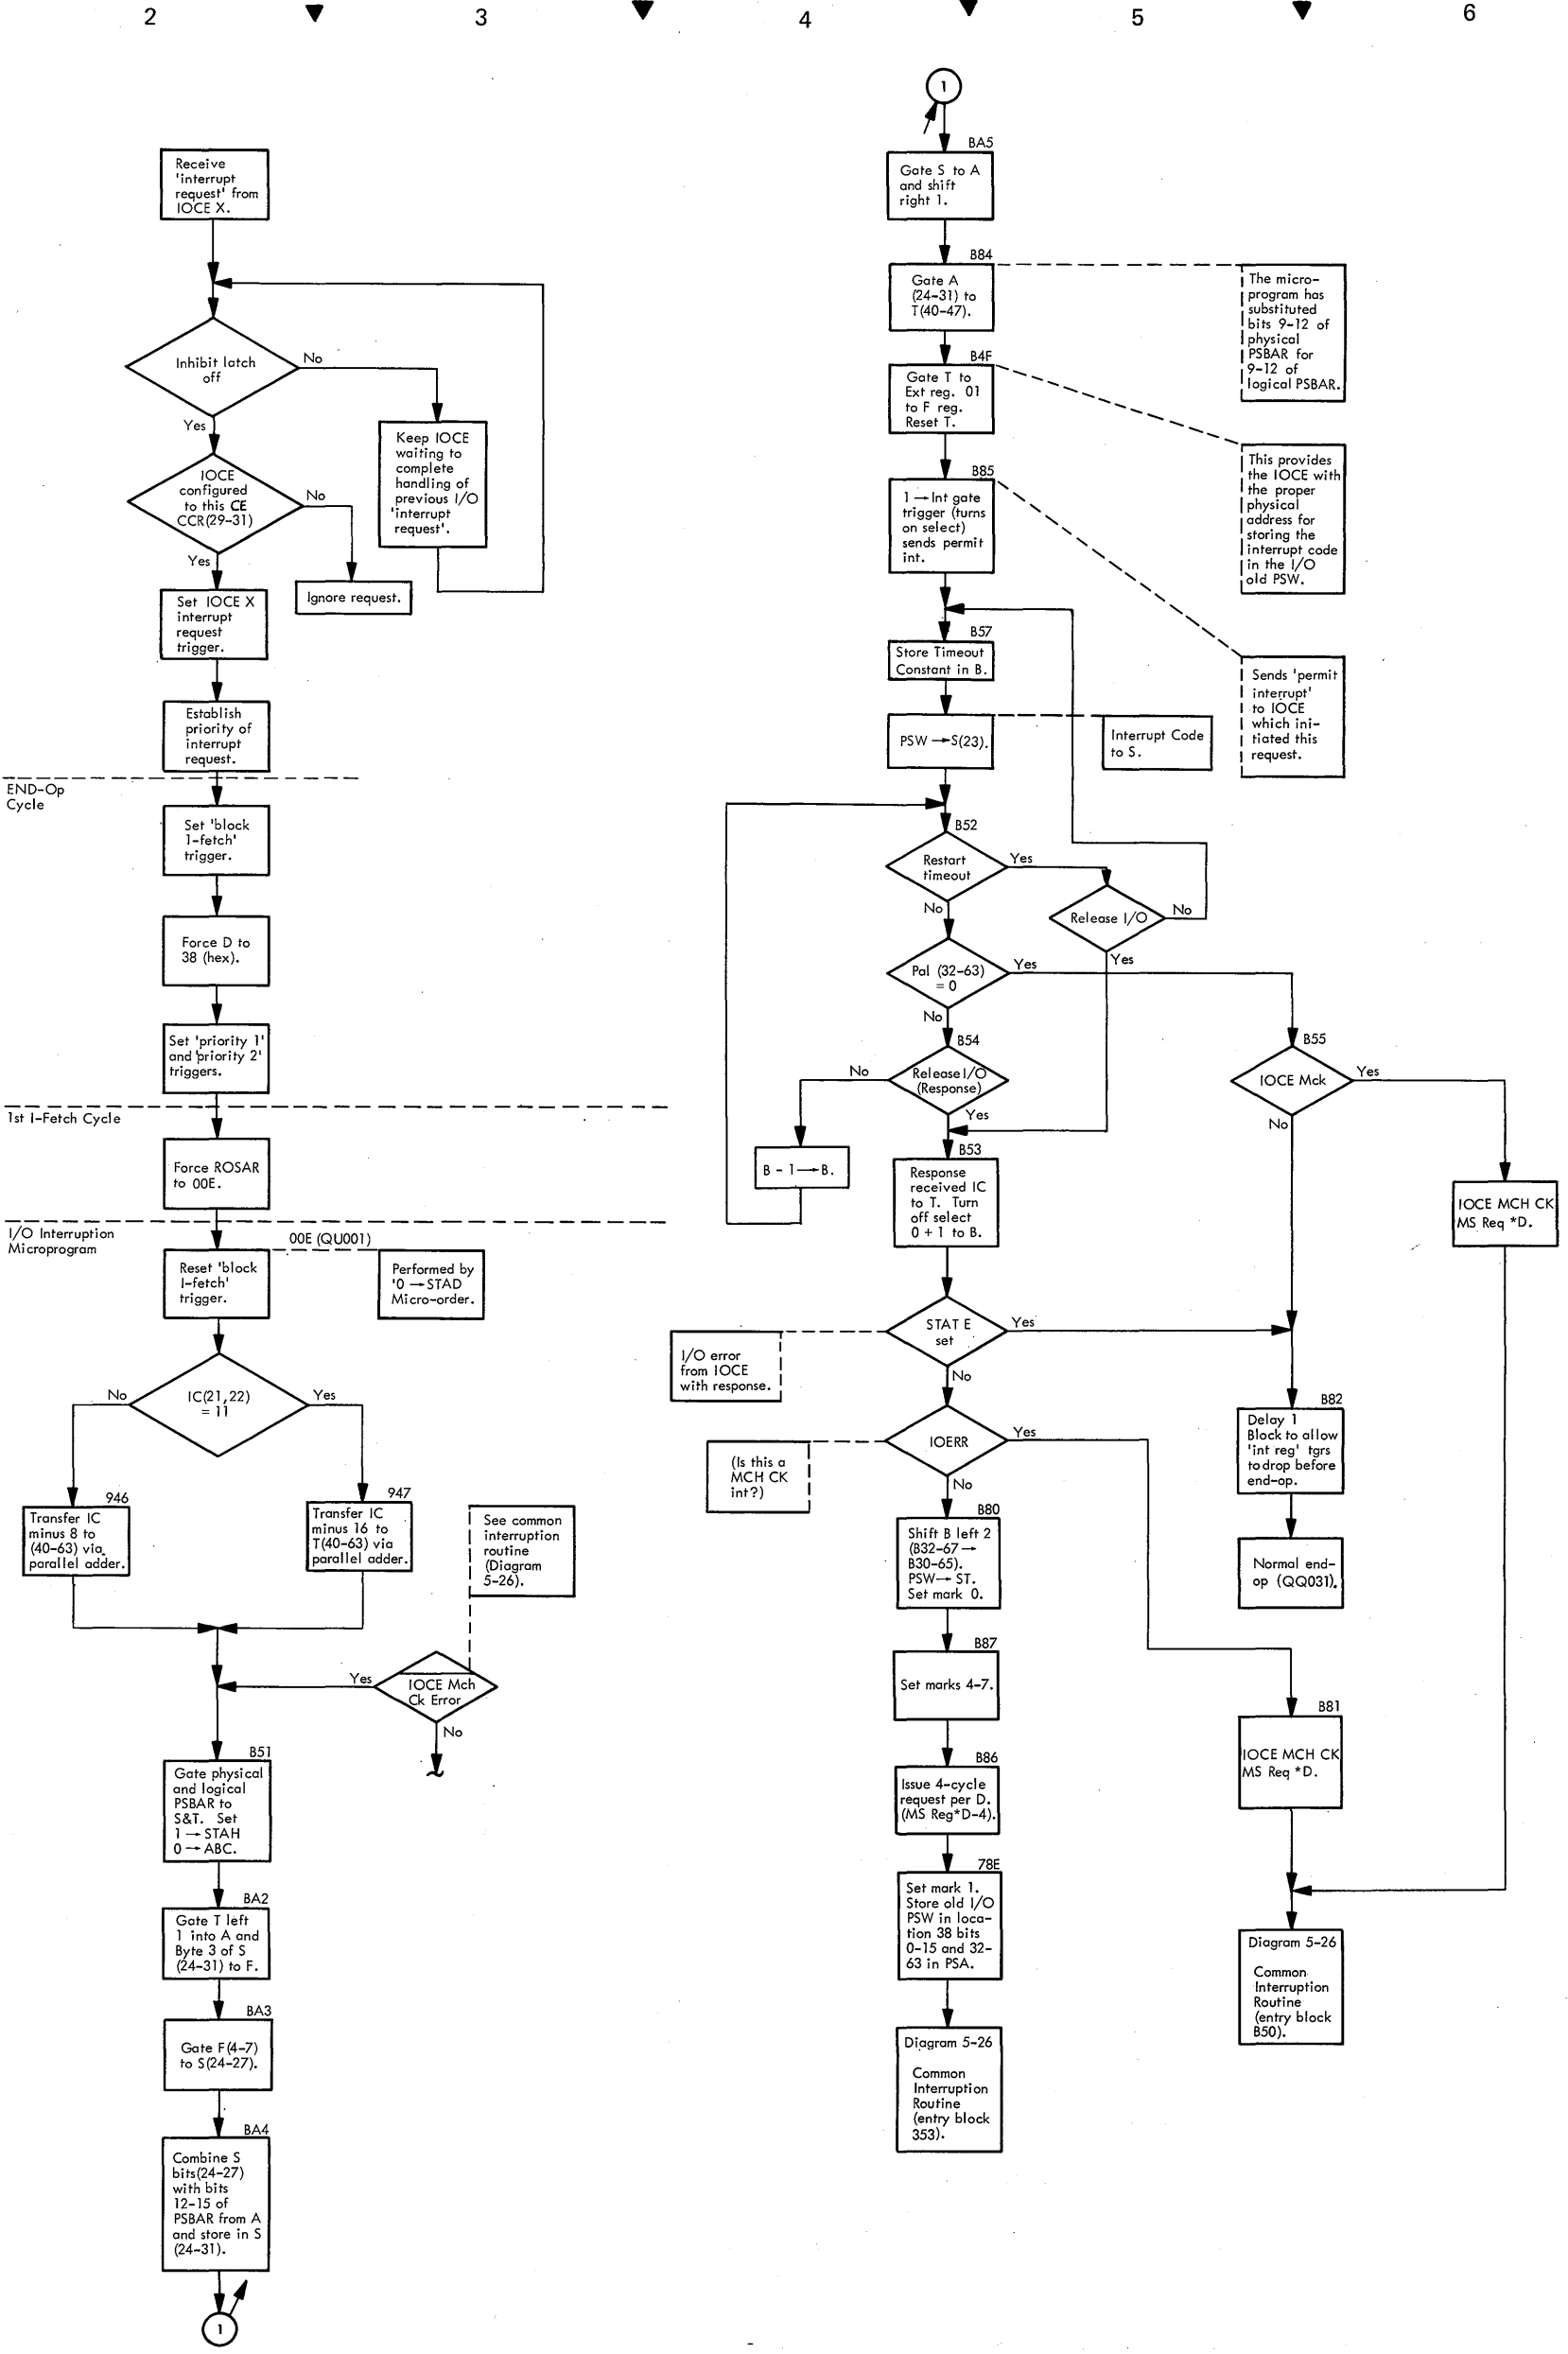 2
3
4
5
6
Receive
'interrupt
request' from
IOCE X.
Inhibit latch
off
No
Yes
Keep IOCE
waiting to
complete
handling of
previous I/O
'interrupt
request'.
IOCE
configured
to this CE
CCR(29-31)
No
Yes
Ignore request.
Set IOCE X
interrupt
request
trigger.
Establish
priority of
interrupt
request.
END-Op
Cycle
Set 'block
I-fetch'
trigger.
Force D to
38 (hex).
Set 'priority 1'
and 'priority 2'
triggers.
1st I-Fetch Cycle
Force ROSAR
to 00E.
I/O Interruption
Microprogram
00E (QU001)
Reset 'block
I-fetch'
trigger.
Performed by
'0 → STAD
Micro-order.
IC(21,22)
= 11
No
Yes
946
Transfer IC
minus 8 to
(40-63) via
parallel adder.
947
Transfer IC
minus 16 to
T(40-63) via
parallel adder.
See common
interruption
routine
(Diagram
5-26).
IOCE Mch
Ck Error
Yes
No
B51
Gate physical
and logical
PSBAR to
S&T. Set
1 → STAH
0 → ABC.
BA2
Gate T left
1 into A and
Byte 3 of S
(24-31) to F.
BA3
Gate F(4-7)
to S(24-27).
BA4
Combine S
bits(24-27)
with bits
12-15 of
PSBAR from A
and store in S
(24-31).
1
1
BA5
Gate S to A
and shift
right 1.
B84
Gate A
(24-31) to
T(40-47).
The micro-
program has
substituted
bits 9-12 of
physical
PSBAR for
9-12 of
logical PSBAR.
B4F
Gate T to
Ext reg. 01
to F reg.
Reset T.
This provides
the IOCE with
the proper
physical
address for
storing the
interrupt code
in the I/O
old PSW.
B85
1 → Int gate
trigger (turns
on select)
sends permit
int.
Sends 'permit
interrupt'
to IOCE
which ini-
tiated this
request.
B57
Store Timeout
Constant in B.
PSW → S(23).
Interrupt Code
to S.
B52
Restart
timeout
Yes
No
Release I/O
No
Yes
Pal (32-63)
= 0
Yes
No
B54
Release I/O
(Response)
No
Yes
B - 1 → B.
B55
IOCE Mck
Yes
No
IOCE MCH CK
MS Req *D.
B53
Response
received IC
to T. Turn
off select
0 + 1 to B.
STAT E
set
Yes
No
I/O error
from IOCE
with response.
IOERR
Yes
No
(Is this a
MCH CK
int?)
B82
Delay 1
Block to allow
'int reg' tgrs
to drop before
end-op.
Normal end-
op (QQ031).
B80
Shift B left 2
(B32-67 →
B30-65).
PSW → ST.
Set mark 0.
B87
Set marks 4-7.
B86
Issue 4-cycle
request per D.
(MS Reg*D-4).
78E
Set mark 1.
Store old I/O
PSW in loca-
tion 38 bits
0-15 and 32-
63 in PSA.
Diagram 5-26
Common
Interruption
Routine
(entry block
353).
B81
IOCE MCH CK
MS Req *D.
Diagram 5-26
Common
Interruption
Routine
(entry block
B50).